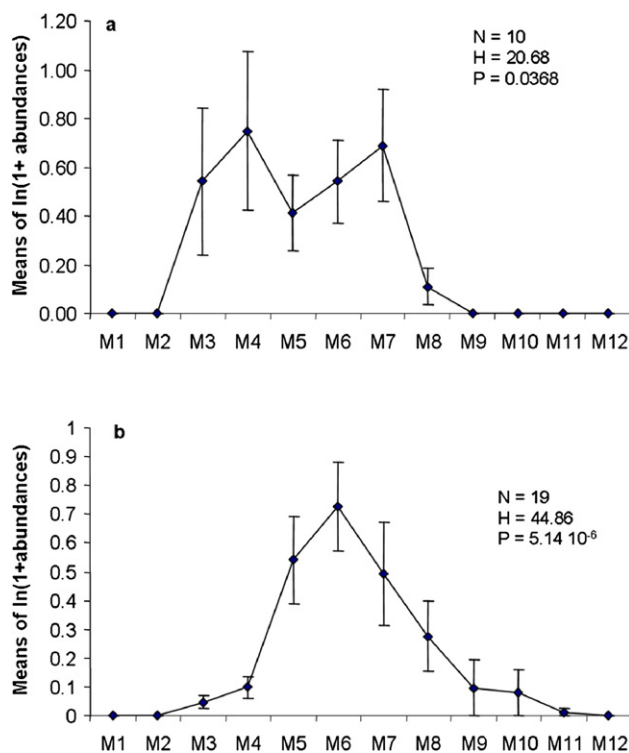 a
N = 10
H = 20.68
P = 0.0368
Means of ln(1+ abundances)
1.20
1.00
0.80
0.60
0.40
0.20
0.00
M1 M2 M3 M4 M5 M6 M7 M8 M9 M10 M11 M12
b
N = 19
H = 44.86
P = 5.14 10⁻⁶
Means of ln(1+abundances)
1
0.9
0.8
0.7
0.6
0.5
0.4
0.3
0.2
0.1
0
M1 M2 M3 M4 M5 M6 M7 M8 M9 M10 M11 M12